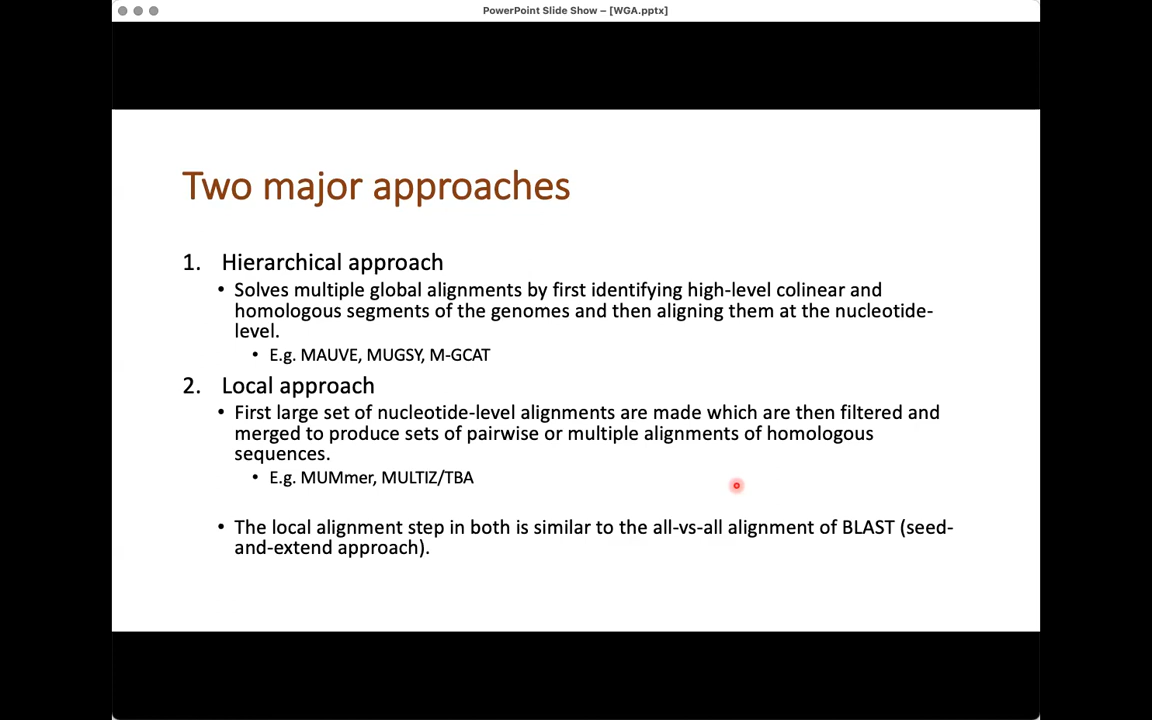 PowerPoint Slide Show – [WGA.pptx]
Two major approaches
1. Hierarchical approach
• Solves multiple global alignments by first identifying high-level colinear and
homologous segments of the genomes and then aligning them at the nucleotide-
level.
• E.g. MAUVE, MUGSY, M-GCAT
2. Local approach
• First large set of nucleotide-level alignments are made which are then filtered and
merged to produce sets of pairwise or multiple alignments of homologous
sequences.
• E.g. MUMmer, MULTIZ/TBA
• The local alignment step in both is similar to the all-vs-all alignment of BLAST (seed-
and-extend approach).